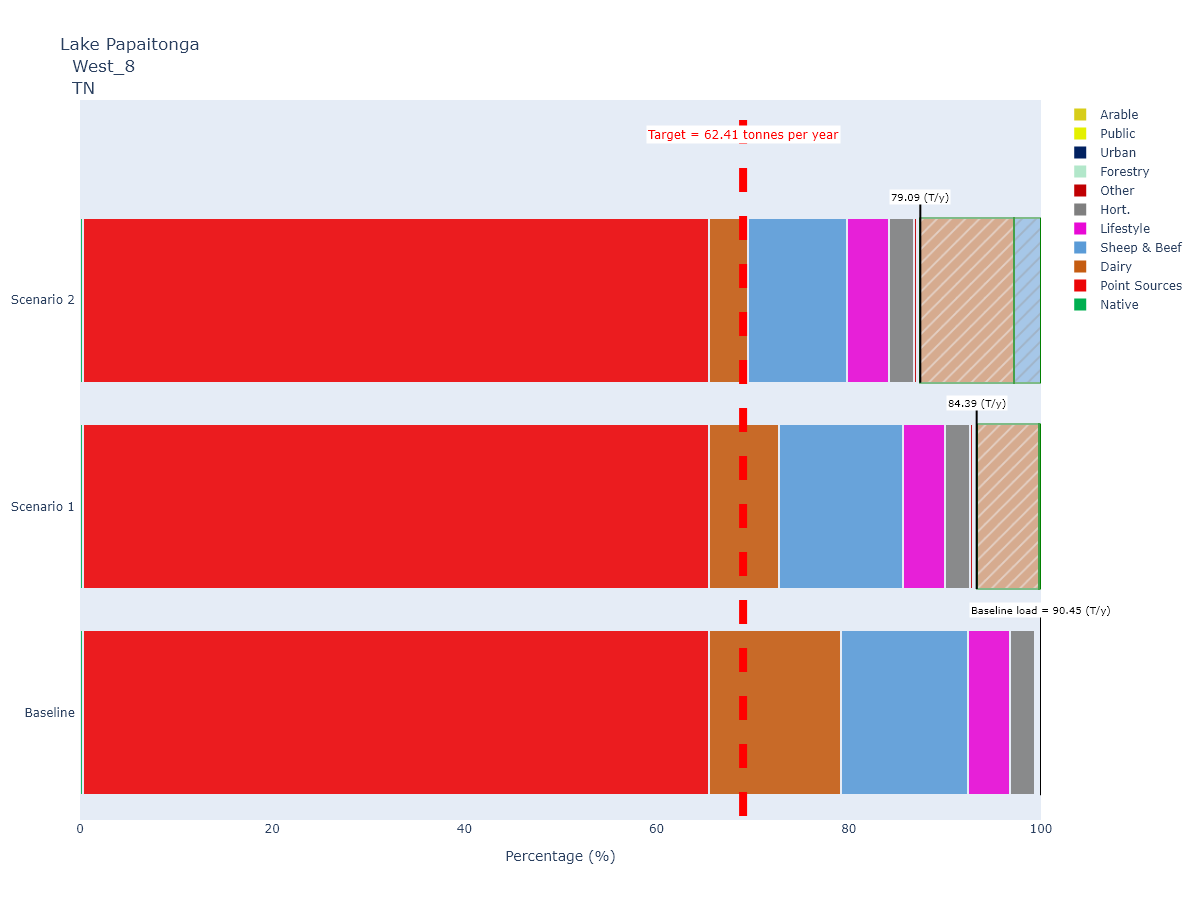 Lake Papaitonga
West_8
TN
Target = 62.41 tonnes per year
79.09 (T/y)
Scenario 2
84.39 (T/y)
Scenario 1
Baseline load = 90.45 (T/y)
Baseline
0 20 40 60 80 100
Percentage (%)
Arable
Public
Urban
Forestry
Other
Hort.
Lifestyle
Sheep & Beef
Dairy
Point Sources
Native